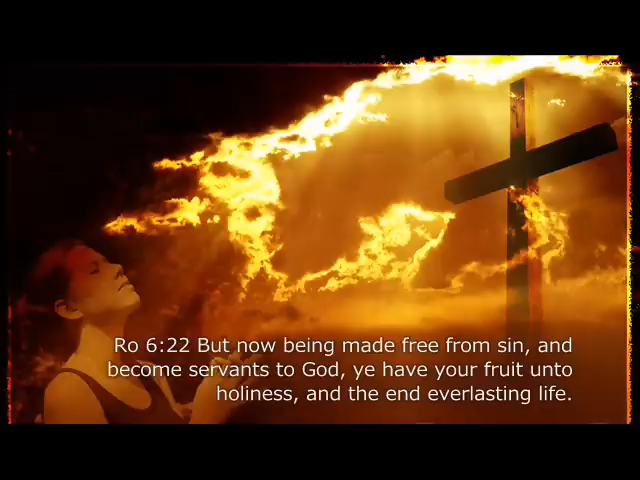 Ro 6:22 But now being made free from sin, and
become servants to God, ye have your fruit unto
holiness, and the end everlasting life.